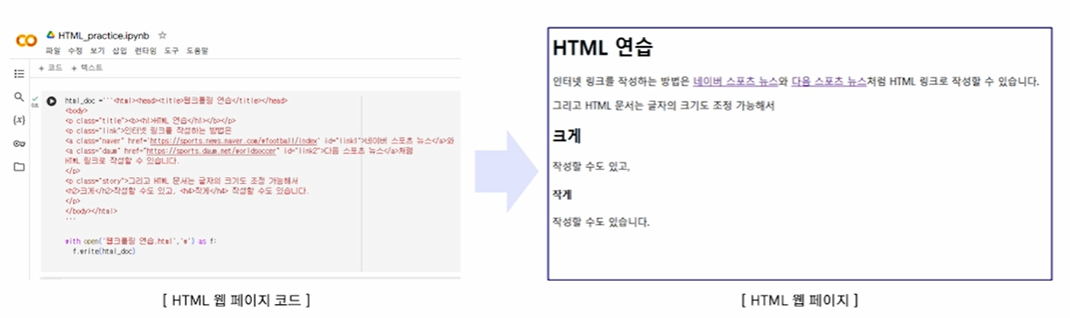 HTML_practice.ipynb ☆
파일 수정 보기 삽입 런타임 도구 도움말
+ 코드 + 텍스트
html_doc ='''<html><head><title>웹크롤링 연습</title></head>
<body>
<p class="title"><b><h1>HTML 연습</h1></b></p>
<p class="link">인터넷 링크를 작성하는 방법은
<a class="naver" href='https://sports.news.naver.com/wfootball/index' id="link1">네이버 스포츠 뉴스</a>와
<a class="daum" href="https://sports.daum.net/worldsoccer" id="link2">다음 스포츠 뉴스</a>처럼
HTML 링크로 작성할 수 있습니다.
</p>
<p class="story">그리고 HTML 문서는 글자의 크기도 조정 가능해서
<h2>크게</h2>작성할 수도 있고, <h4>작게</h4> 작성할 수도 있습니다.
</p>
</body></html>
'''
with open('웹크롤링 연습.html','w') as f:
f.write(html_doc)
[ HTML 웹 페이지 코드 ]
HTML 연습
인터넷 링크를 작성하는 방법은 네이버 스포츠 뉴스와 다음 스포츠 뉴스처럼 HTML 링크로 작성할 수 있습니다.
그리고 HTML 문서는 글자의 크기도 조정 가능해서
크게
작성할 수도 있고,
작게
작성할 수도 있습니다.
[ HTML 웹 페이지 ]